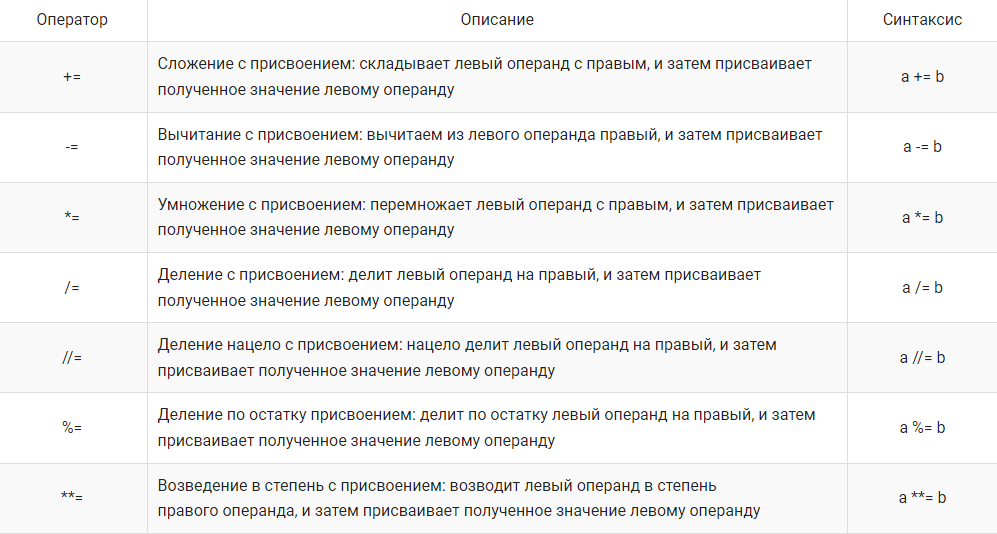 Оператор Описание Синтаксис
Сложение с присвоением: складывает левый операнд с правым, и затем присваивает
+= a += b
полученное значение левому операнду
Вычитание с присвоением: вычитаем из левого операнда правый, и затем присваивает
-= a -= b
полученное значение левому операнду
Умножение с присвоением: перемножает левый операнд с правым, и затем присваивает
*= a *= b
полученное значение левому операнду
Деление с присвоением: делит левый операнд на правый, и затем присваивает
/= a /= b
полученное значение левому операнду
Деление нацело с присвоением: нацело делит левый операнд на правый, и затем
//= a //= b
присваивает полученное значение левому операнду
Деление по остатку присвоением: делит по остатку левый операнд на правый, и затем
%= a %= b
присваивает полученное значение левому операнду
Возведение в степень с присвоением: возводит левый операнд в степень
**= a **= b
правого операнда, и затем присваивает полученное значение левому операнду